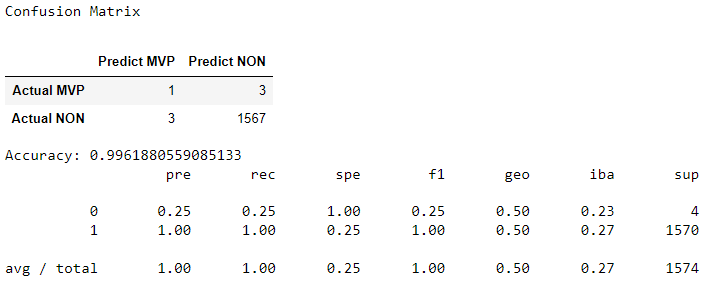 Confusion Matrix
Predict MVP Predict NON
Actual MVP 1 3
Actual NON 3 1567
Accuracy: 0.9961880559085133
pre rec spe f1 geo iba sup
0 0.25 0.25 1.00 0.25 0.50 0.23 4
1 1.00 1.00 0.25 1.00 0.50 0.27 1570
avg / total 1.00 1.00 0.25 1.00 0.50 0.27 1574